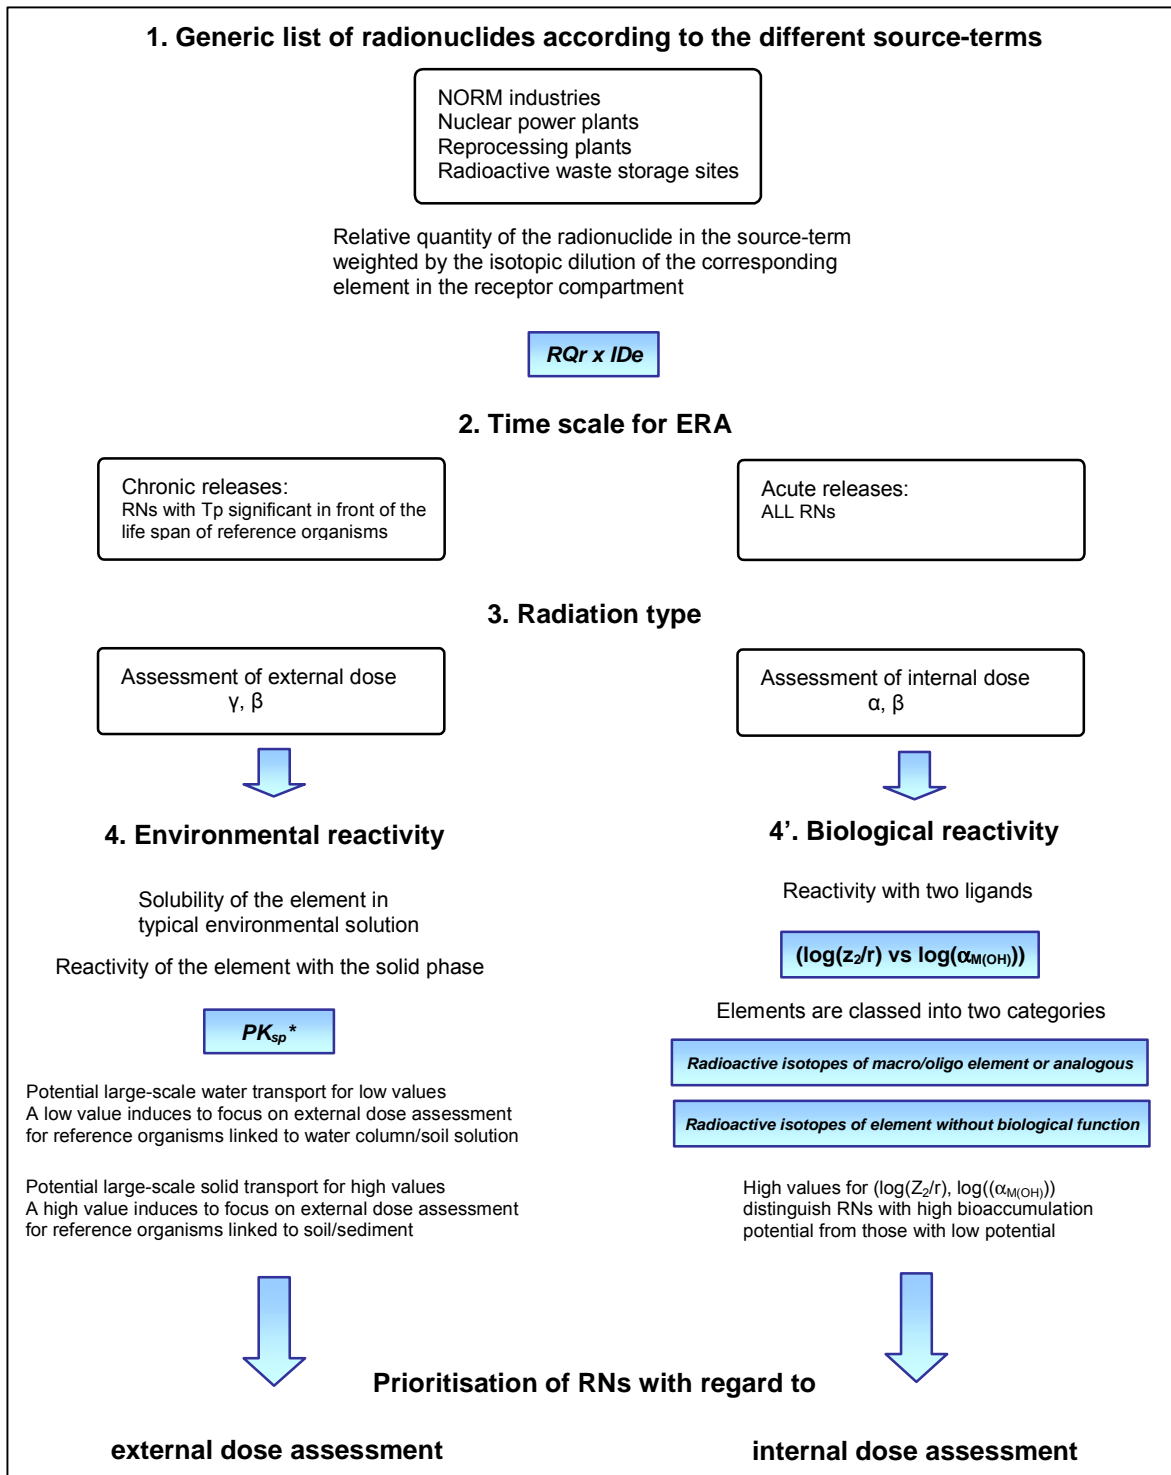 1. Generic list of radionuclides according to the different source-terms
NORM industries
Nuclear power plants
Reprocessing plants
Radioactive waste storage sites
Relative quantity of the radionuclide in the source-term
weighted by the isotopic dilution of the corresponding
element in the receptor compartment
RQr x IDe
2. Time scale for ERA
Chronic releases:
RNs with Tp significant in front of the
life span of reference organisms
Acute releases:
ALL RNs
3. Radiation type
Assessment of external dose
γ, β
Assessment of internal dose
α, β
4. Environmental reactivity
Solubility of the element in
typical environmental solution
Reactivity of the element with the solid phase
PKsp*
Potential large-scale water transport for low values
A low value induces to focus on external dose assessment
for reference organisms linked to water column/soil solution
Potential large-scale solid transport for high values
A high value induces to focus on external dose assessment
for reference organisms linked to soil/sediment
4’. Biological reactivity
Reactivity with two ligands
(log(z2/r) vs log(αM(OH)))
Elements are classed into two categories
Radioactive isotopes of macro/oligo element or analogous
Radioactive isotopes of element without biological function
High values for (log(Z2/r), log((αM(OH)))
distinguish RNs with high bioaccumulation
potential from those with low potential
Prioritisation of RNs with regard to
external dose assessment
internal dose assessment